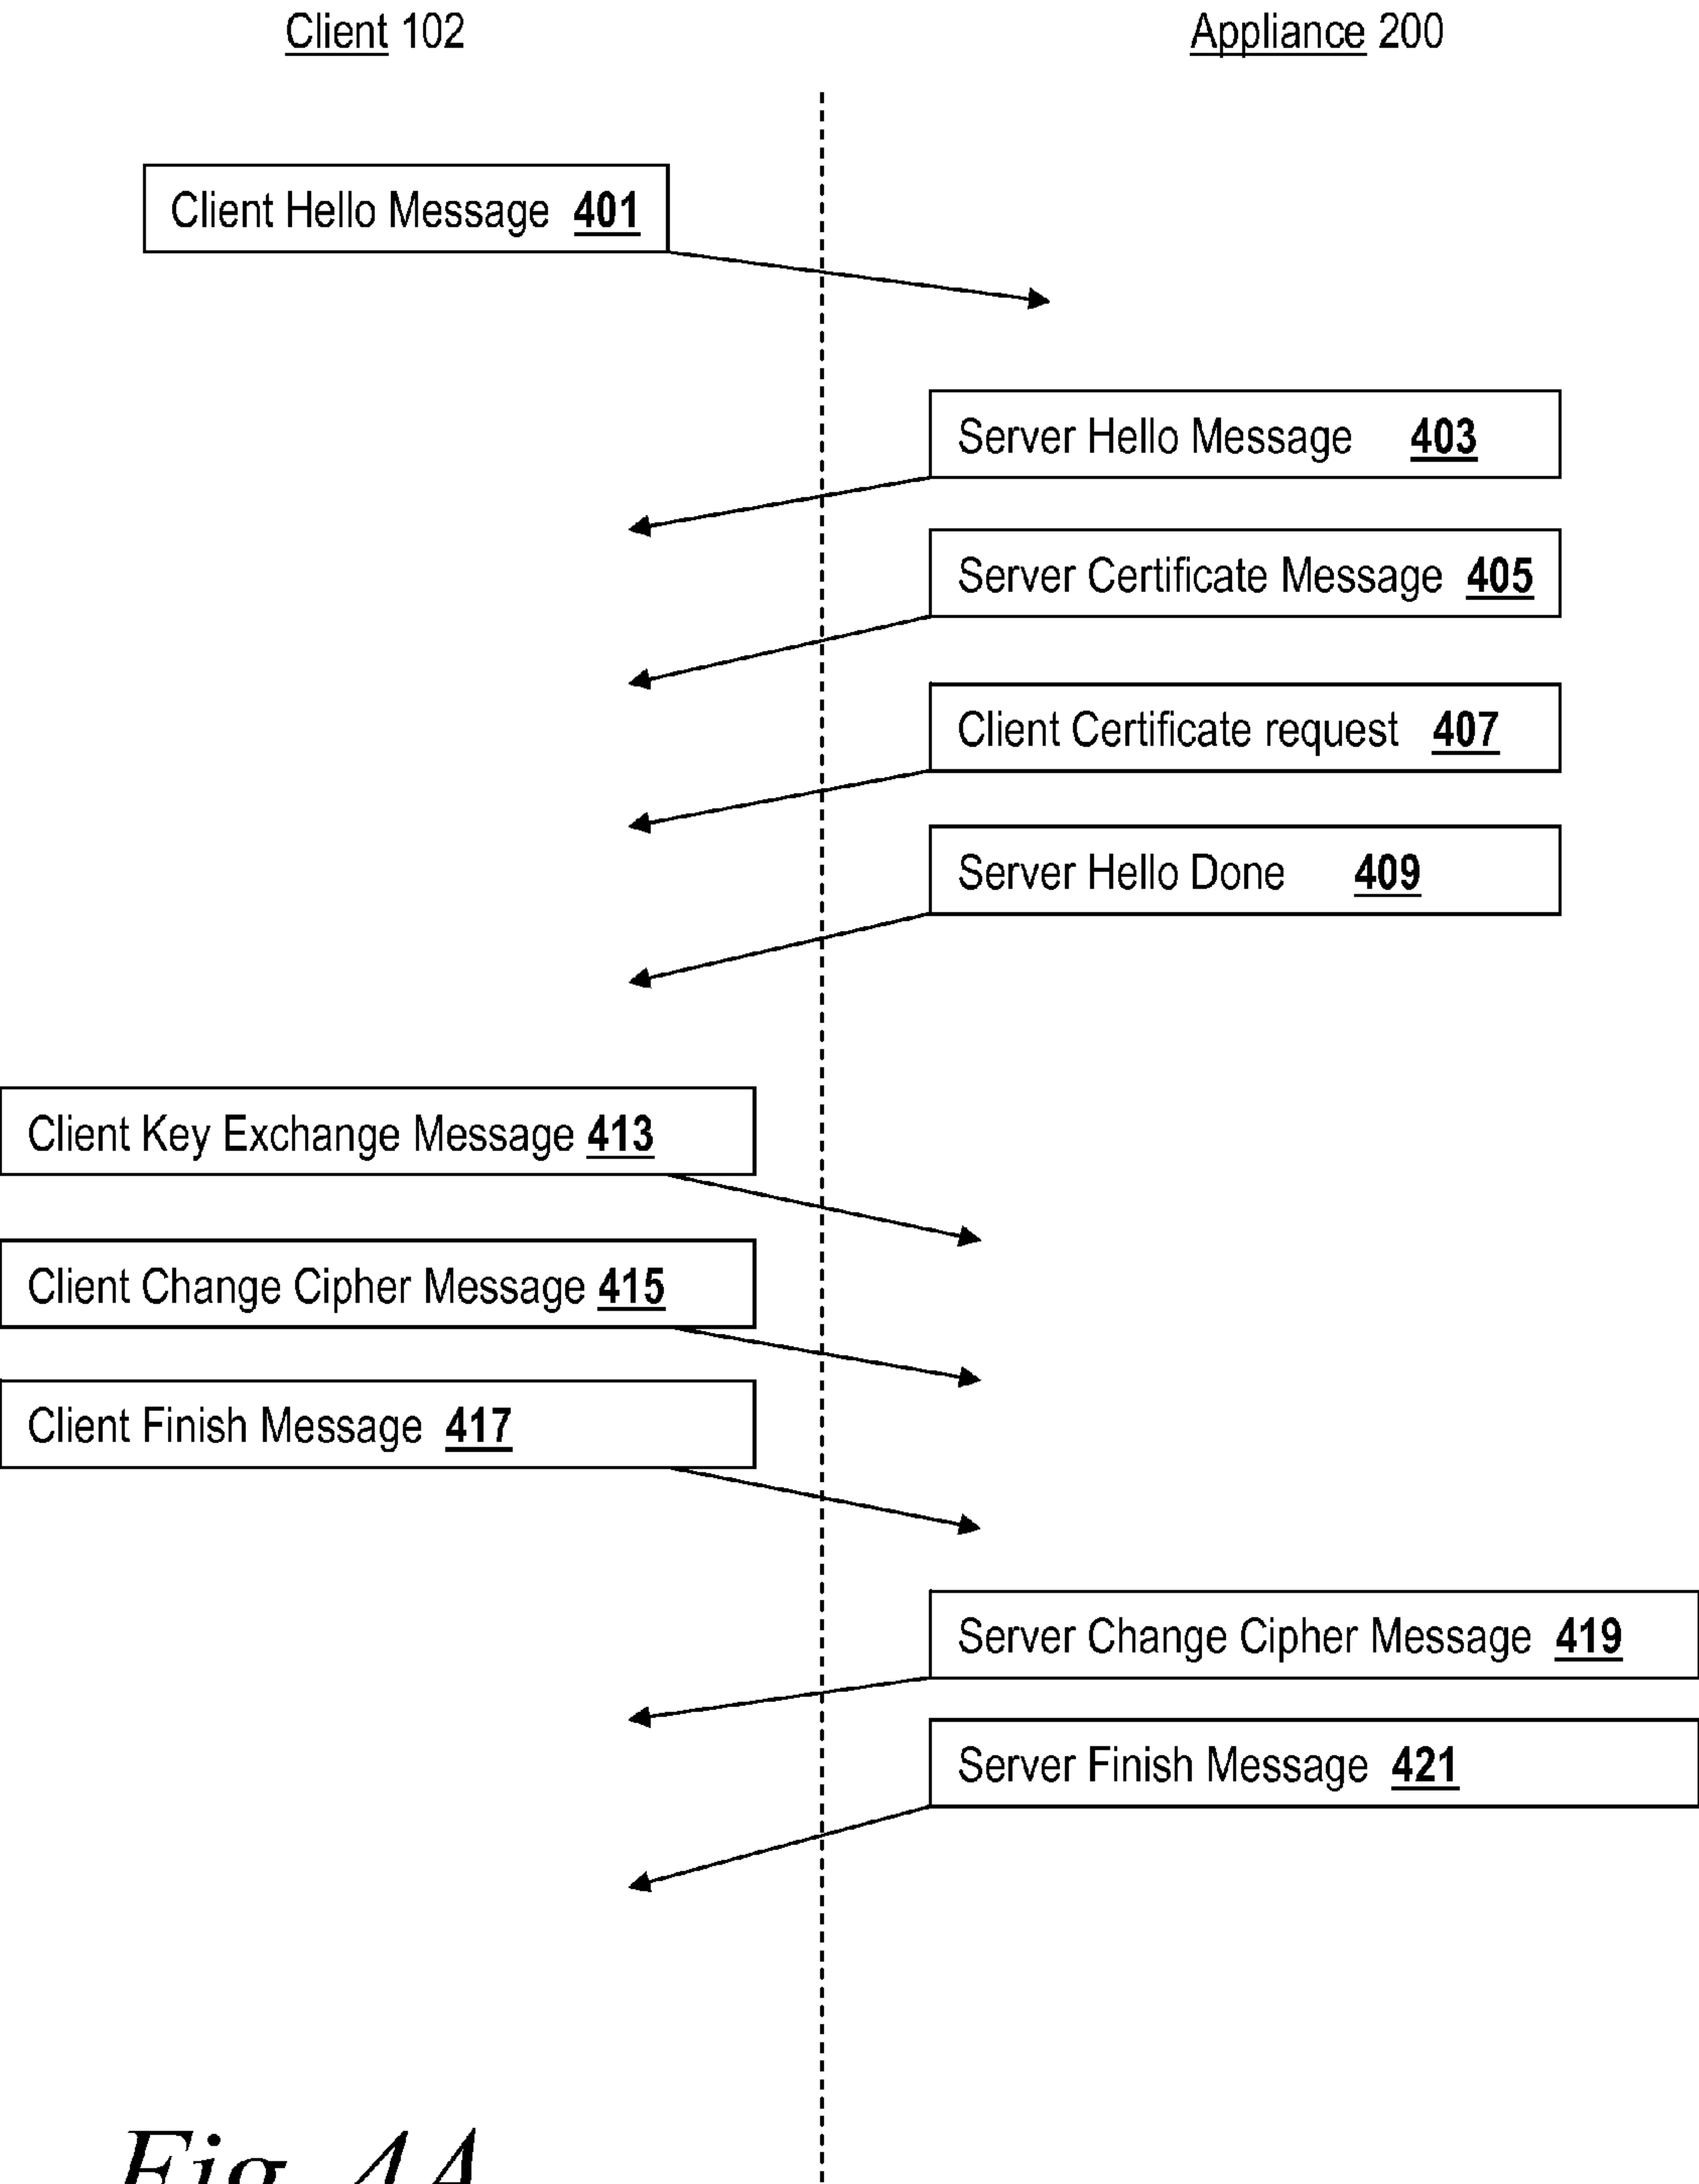 Client 102
Appliance 200
Client Hello Message 401
Server Hello Message 403
Server Certificate Message 405
Client Certificate request 407
Server Hello Done 409
Client Key Exchange Message 413
Client Change Cipher Message 415
Client Finish Message 417
Server Change Cipher Message 419
Server Finish Message 421
Fig. 4A